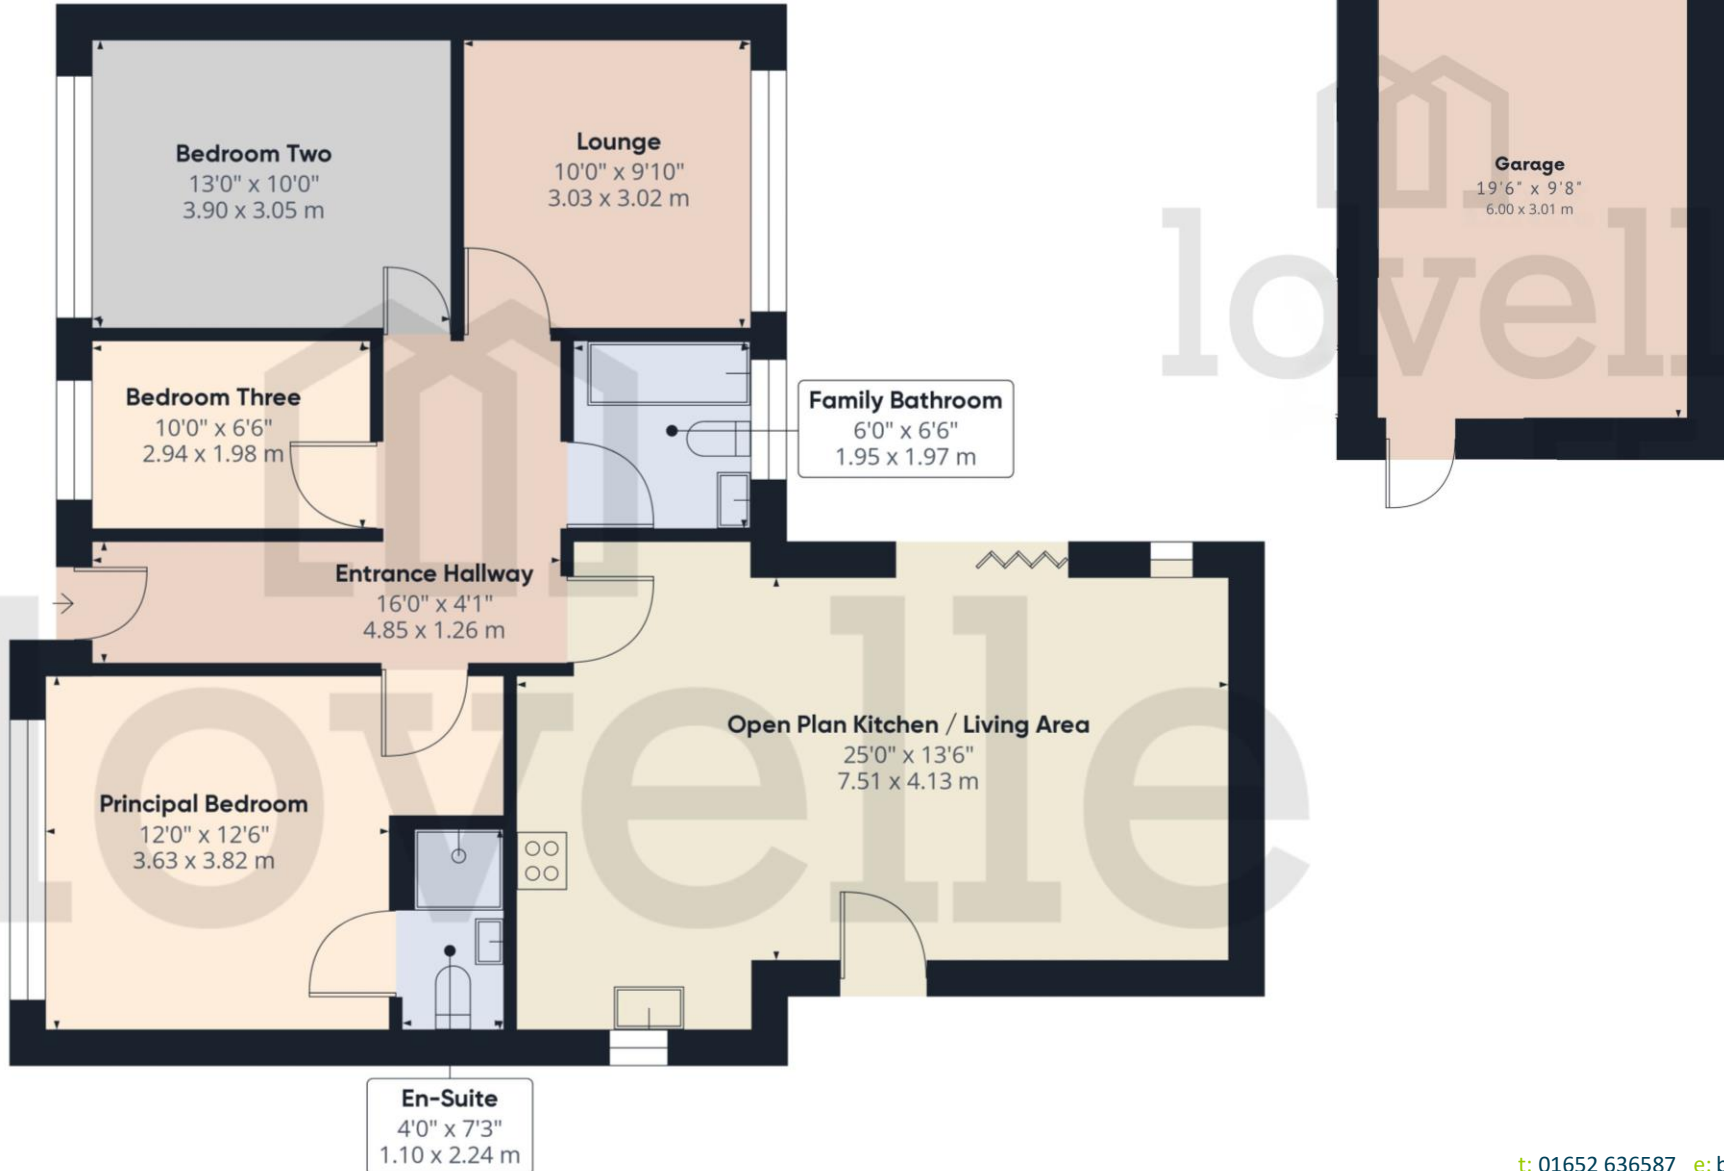 Bedroom Two
13'0" x 10'0"
3.90 x 3.05 m
Lounge
10'0" x 9'10"
3.03 x 3.02 m
Garage
19'6" x 9'8"
6.00 x 3.01 m
lovell
Bedroom Three
10'0" x 6'6"
2.94 x 1.98 m
Family Bathroom
6'0" x 6'6"
1.95 x 1.97 m
Entrance Hallway
16'0" x 4'1"
4.85 x 1.26 m
lovelle
Open Plan Kitchen / Living Area
25'0" x 13'6"
7.51 x 4.13 m
Principal Bedroom
12'0" x 12'6"
3.63 x 3.82 m
En-Suite
4'0" x 7'3"
1.10 x 2.24 m
t: 01652 636587 e: b